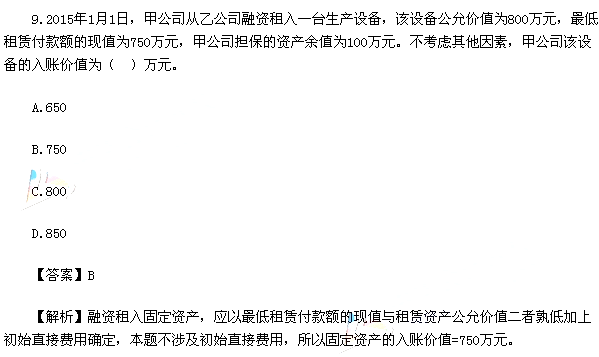 9.2015年1月1日，甲公司从乙公司融资租入一台生产设备，该设备公允价值为800万元，最低
租赁付款额的现值为750万元，甲公司担保的资产余值为100万元。不考虑其他因素，甲公司该设
备的入账价值为（　）万元。
A.650
B.750
C.800
D.850
【答案】B
【解析】融资租入固定资产，应以最低租赁付款额的现值与租赁资产公允价值二者孰低加上
初始直接费用确定，本题不涉及初始直接费用，所以固定资产的入账价值=750万元。